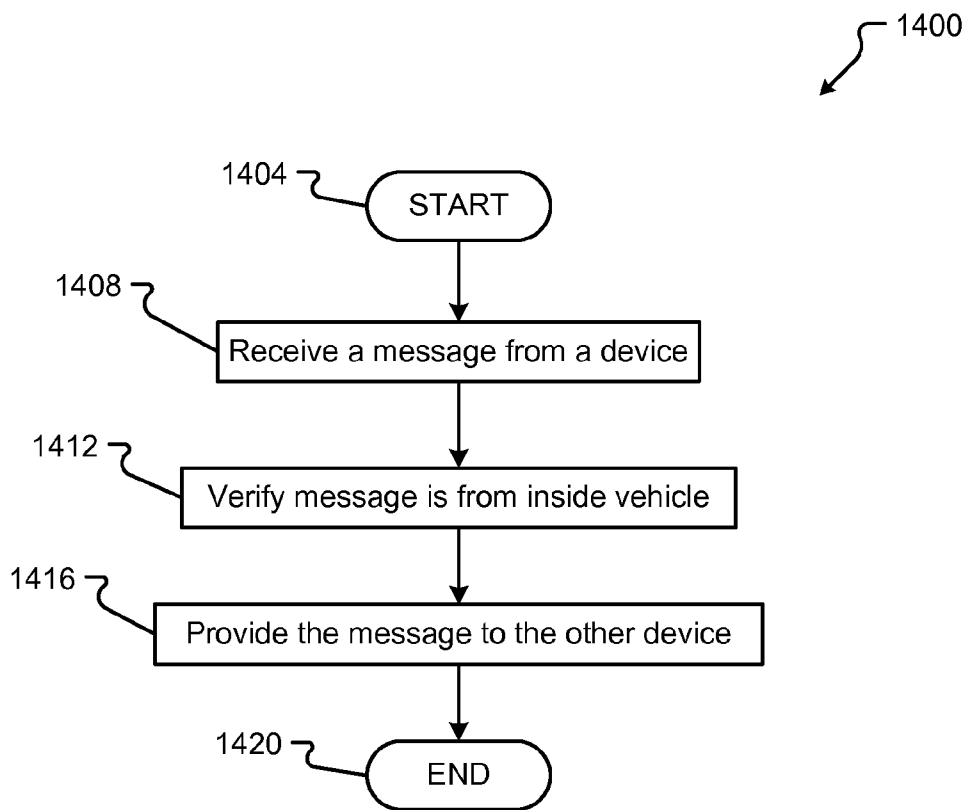 1400
1404
START
1408
Receive a message from a device
1412
Verify message is from inside vehicle
1416
Provide the message to the other device
1420
END